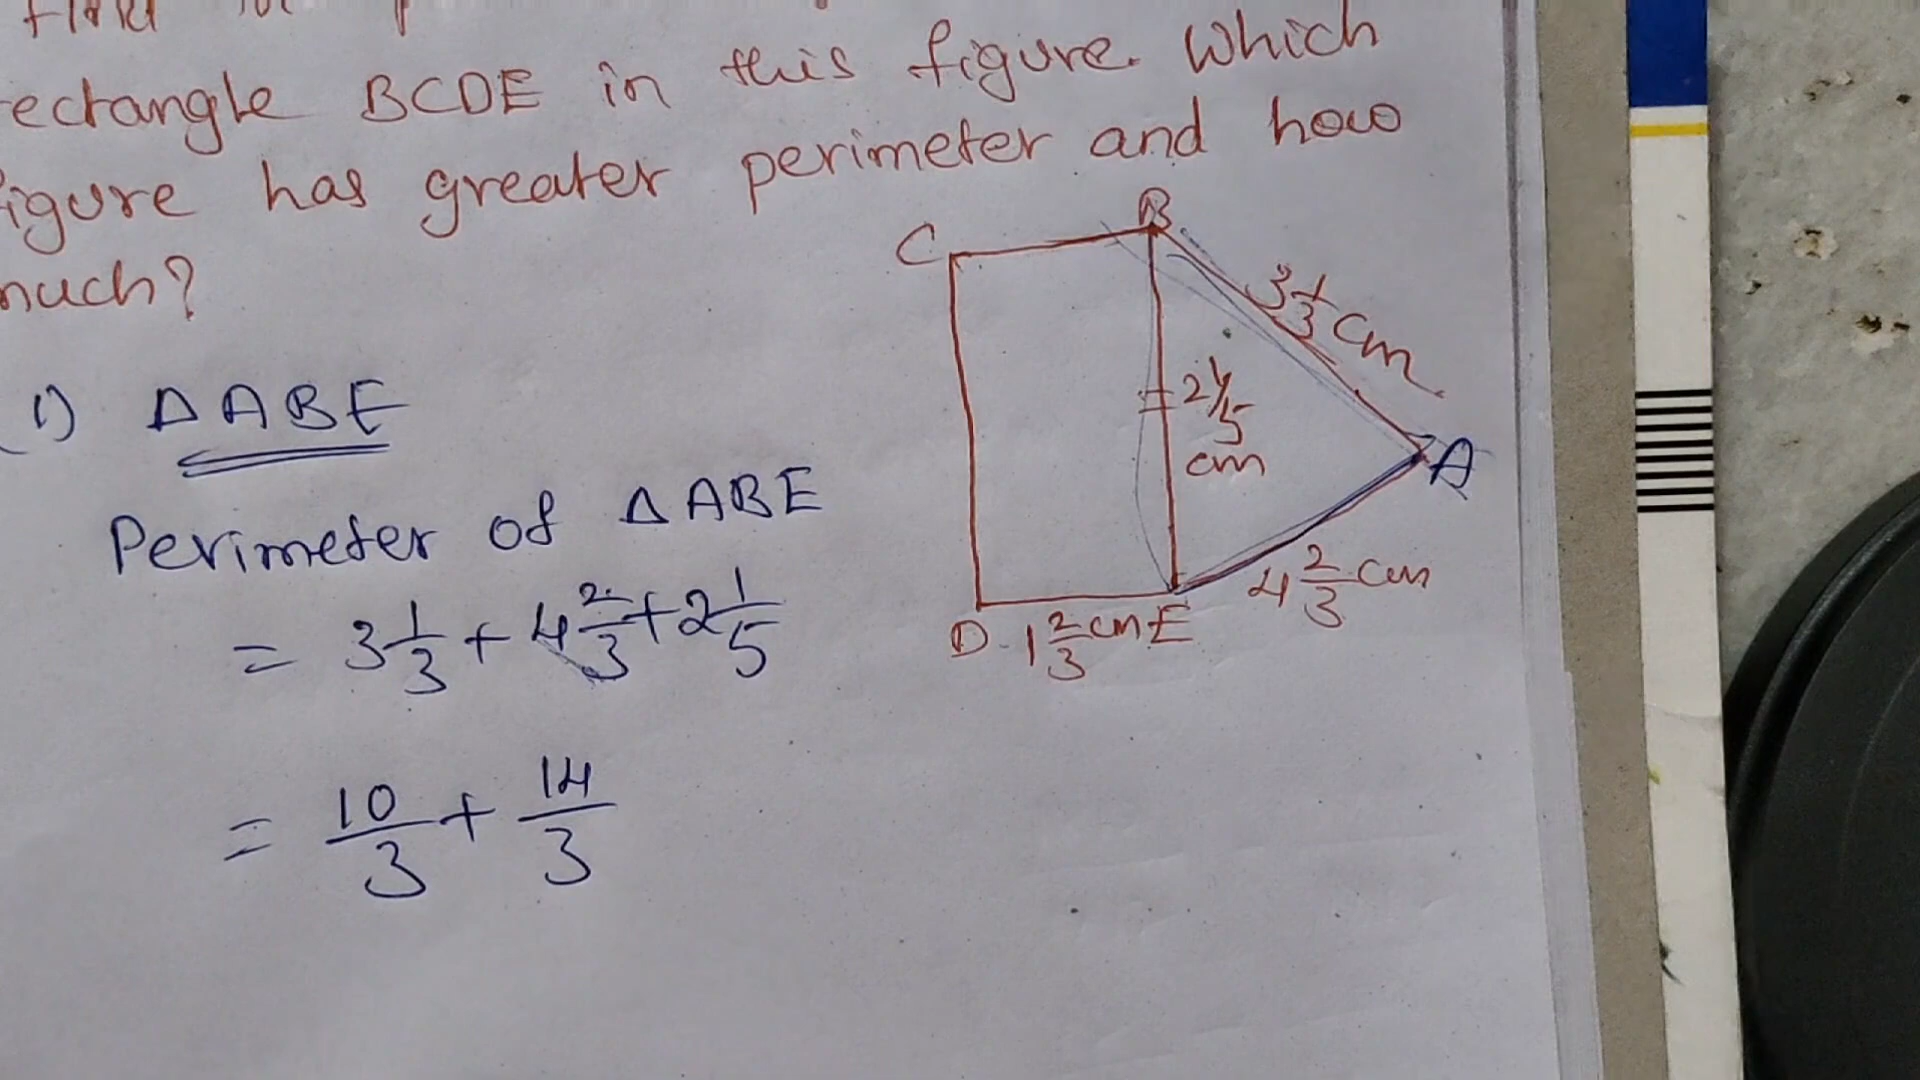 rectangle BCDE in this figure. Which
figure has greater perimeter and how
much?
C B
3 1/3 cm
2 1/5
cm
A
4 2/3 cm
D 1 2/3 cm E
(1) ΔABE
Perimeter of ΔABE
= 3 1/3 + 4 2/3 + 2 1/5
= 10/3 + 14/3